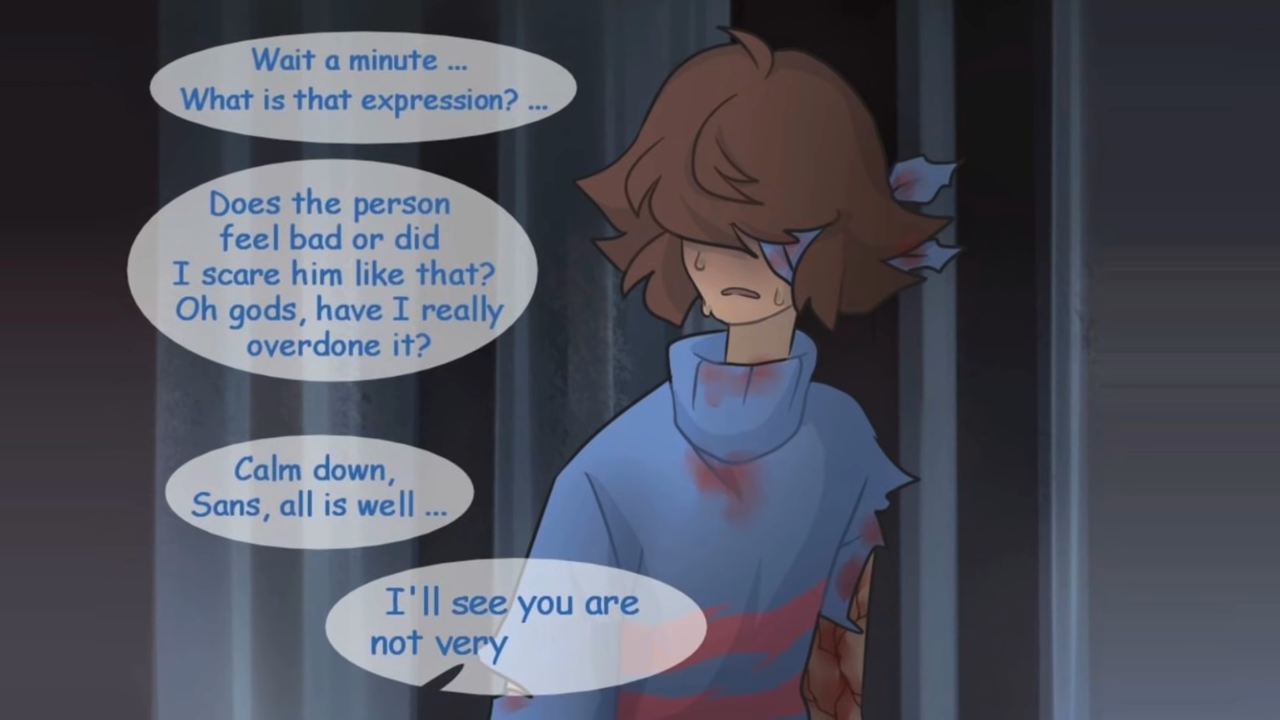 Wait a minute ...
What is that expression? ...
Does the person
feel bad or did
I scare him like that?
Oh gods, have I really
overdone it?
Calm down,
Sans, all is well ...
I'll see you are
not very